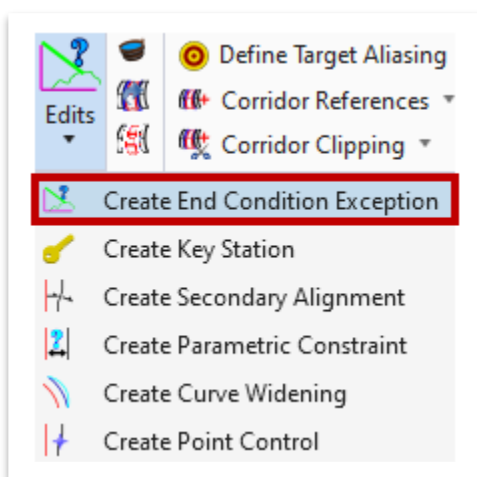 Edits
Define Target Aliasing
Corridor References
Corridor Clipping
Create End Condition Exception
Create Key Station
Create Secondary Alignment
Create Parametric Constraint
Create Curve Widening
Create Point Control